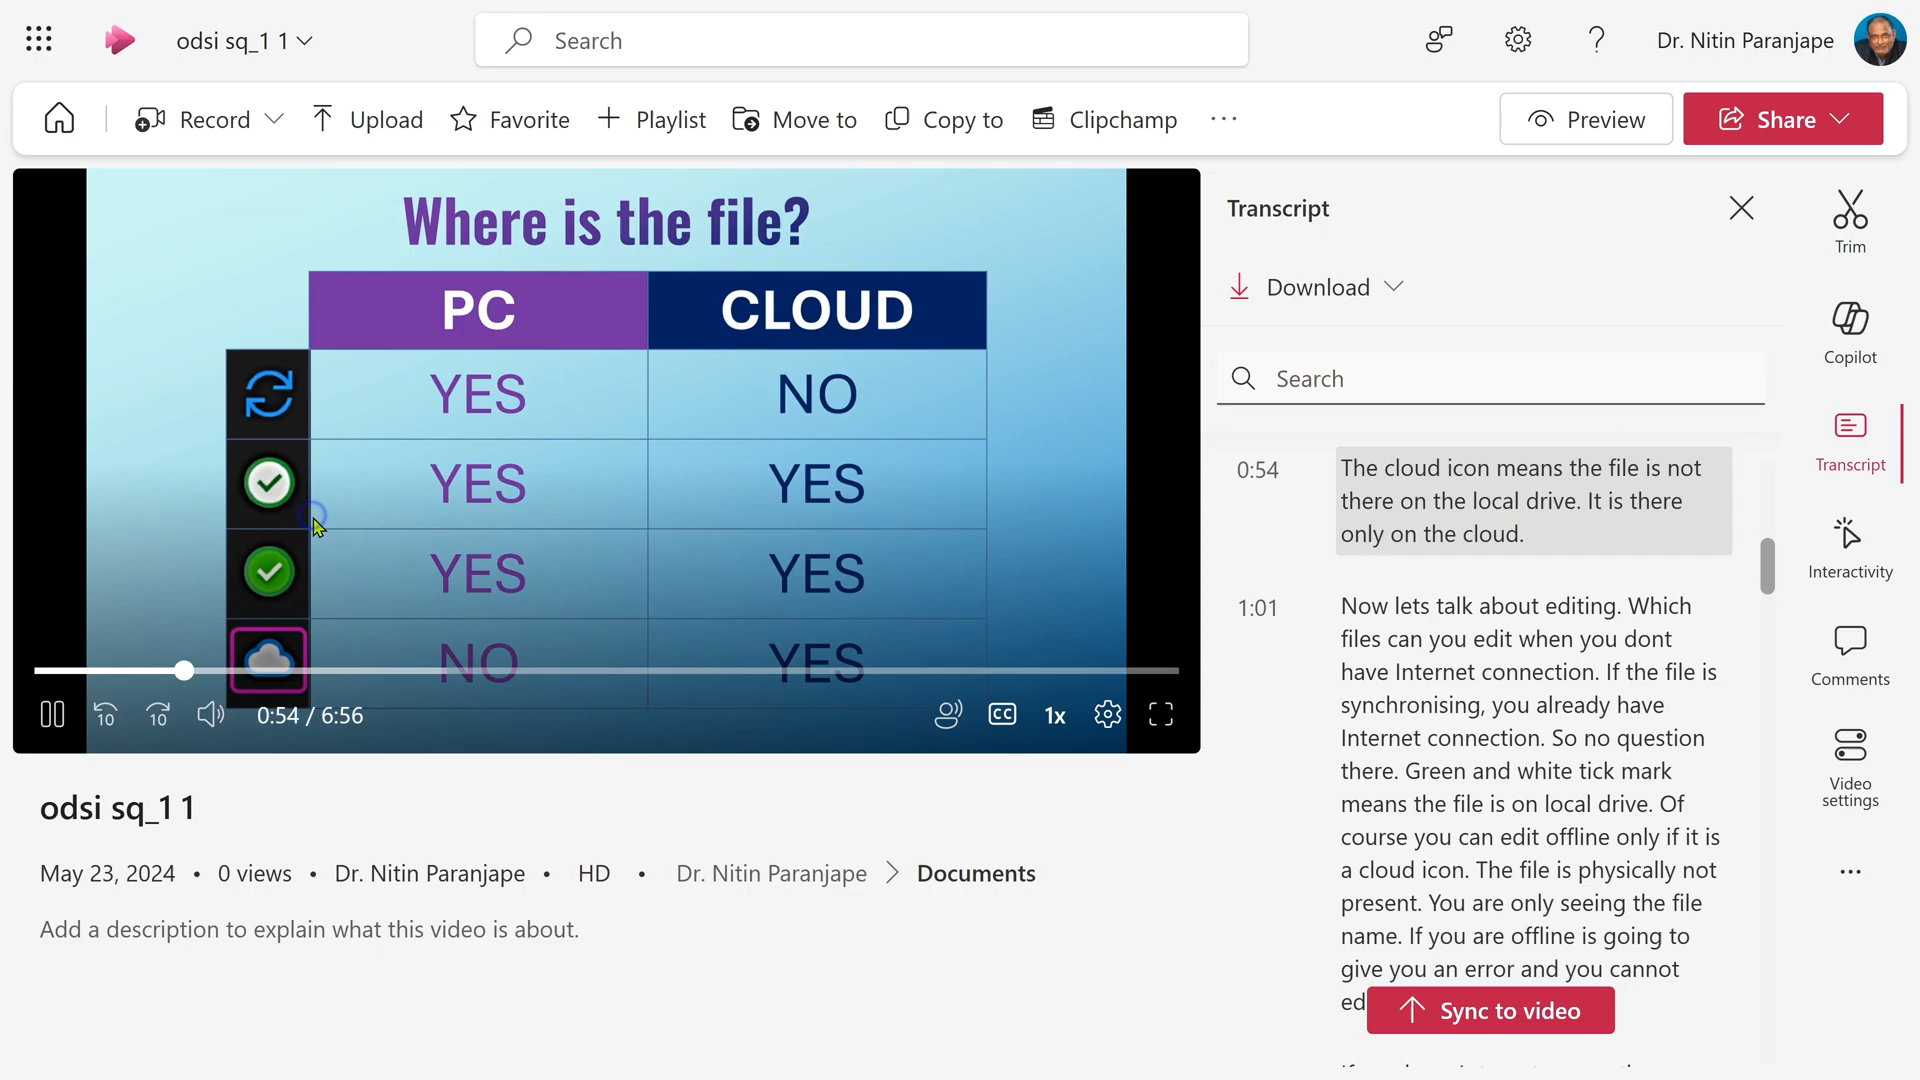 odsi sq_1 1
Search
Dr. Nitin Paranjape
Record
Upload
Favorite
Playlist
Move to
Copy to
Clipchamp
Preview
Share
Where is the file?
PC CLOUD
YES NO
YES YES
YES YES
NO YES
10
10
0:54 / 6:56
CC
1x
odsi sq_1 1
May 23, 2024 • 0 views • Dr. Nitin Paranjape • HD • Dr. Nitin Paranjape > Documents
Add a description to explain what this video is about.
Transcript
Download
Search
0:54
The cloud icon means the file is not
there on the local drive. It is there
only on the cloud.
1:01
Now lets talk about editing. Which
files can you edit when you dont
have Internet connection. If the file is
synchronising, you already have
Internet connection. So no question
there. Green and white tick mark
means the file is on local drive. Of
course you can edit offline only if it is
a cloud icon. The file is physically not
present. You are only seeing the file
name. If you are offline is going to
give you an error and you cannot
ed
Sync to video
Trim
Copilot
Transcript
Interactivity
Comments
Video
settings